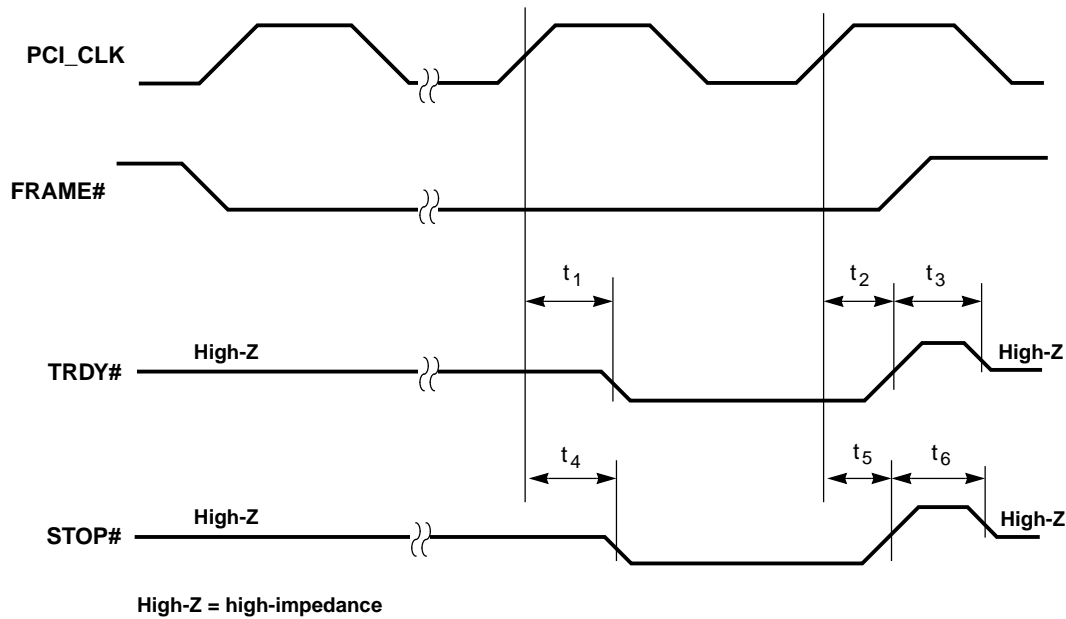 PCI_CLK
FRAME#
t1
t2
t3
High-Z
High-Z
TRDY#
t4
t5
t6
High-Z
High-Z
STOP#
High-Z = high-impedance